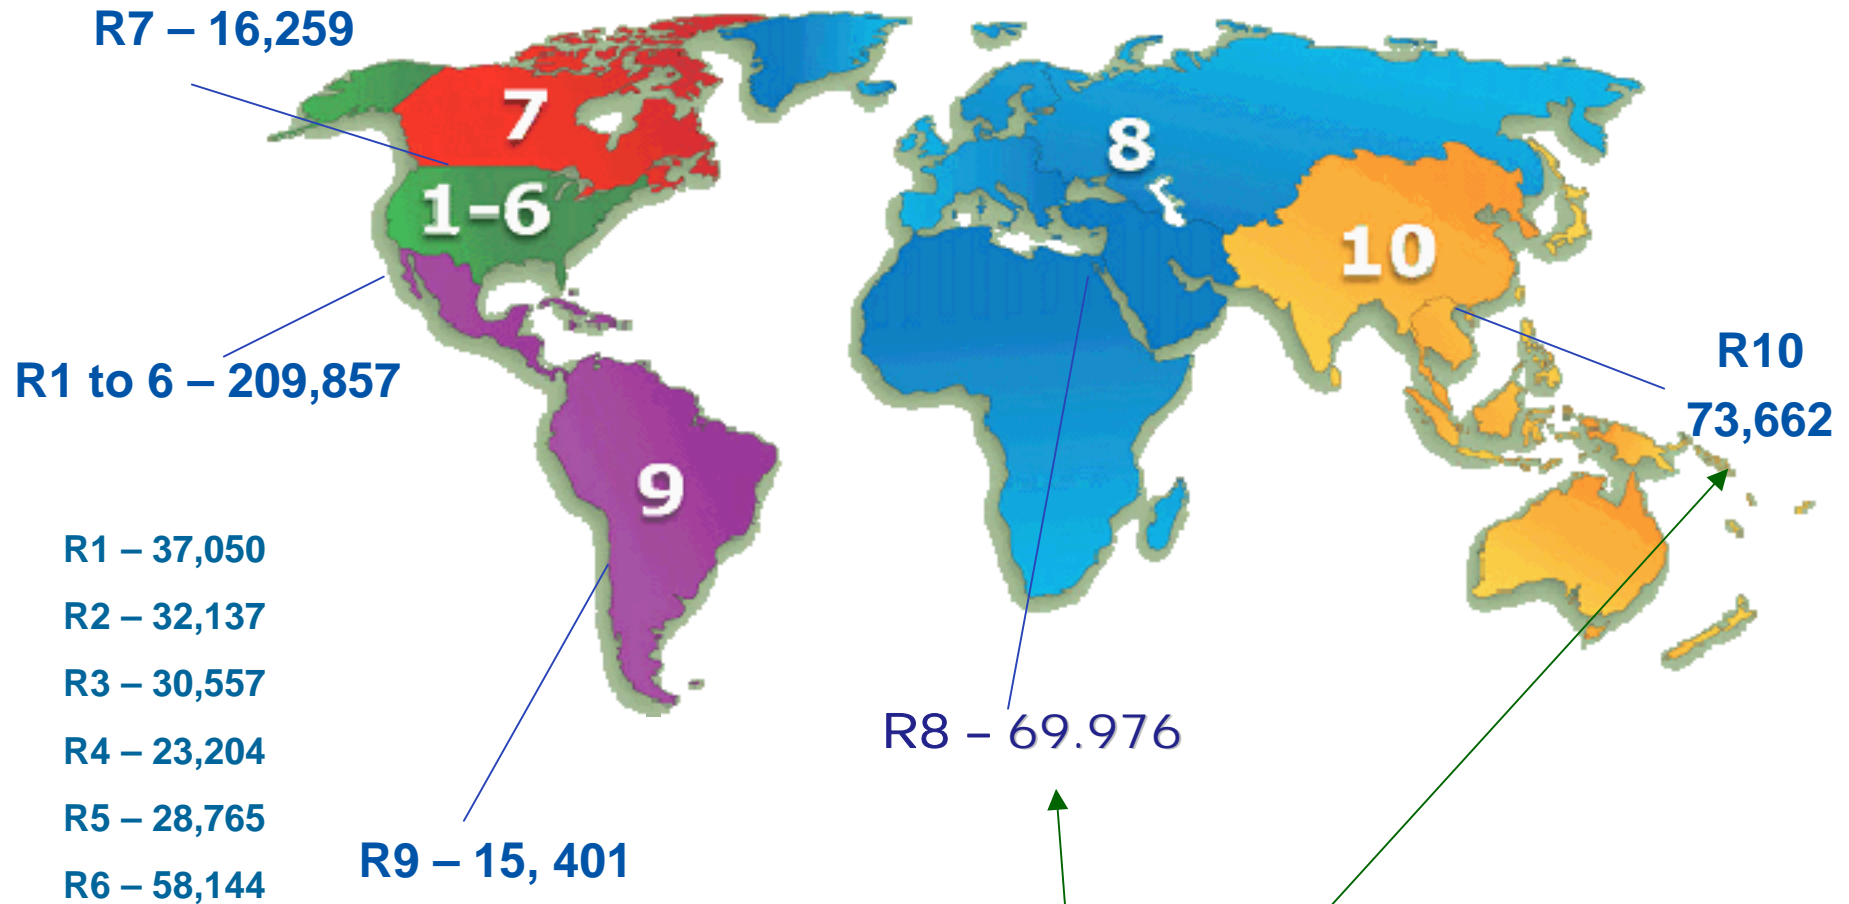 R7 – 16,259
7
8
1-6
10
R10
73,662
R1 to 6 – 209,857
9
R1 – 37,050
R2 – 32,137
R3 – 30,557
R4 – 23,204
R5 – 28,765
R6 – 58,144
R8 – 69.976
R9 – 15, 401